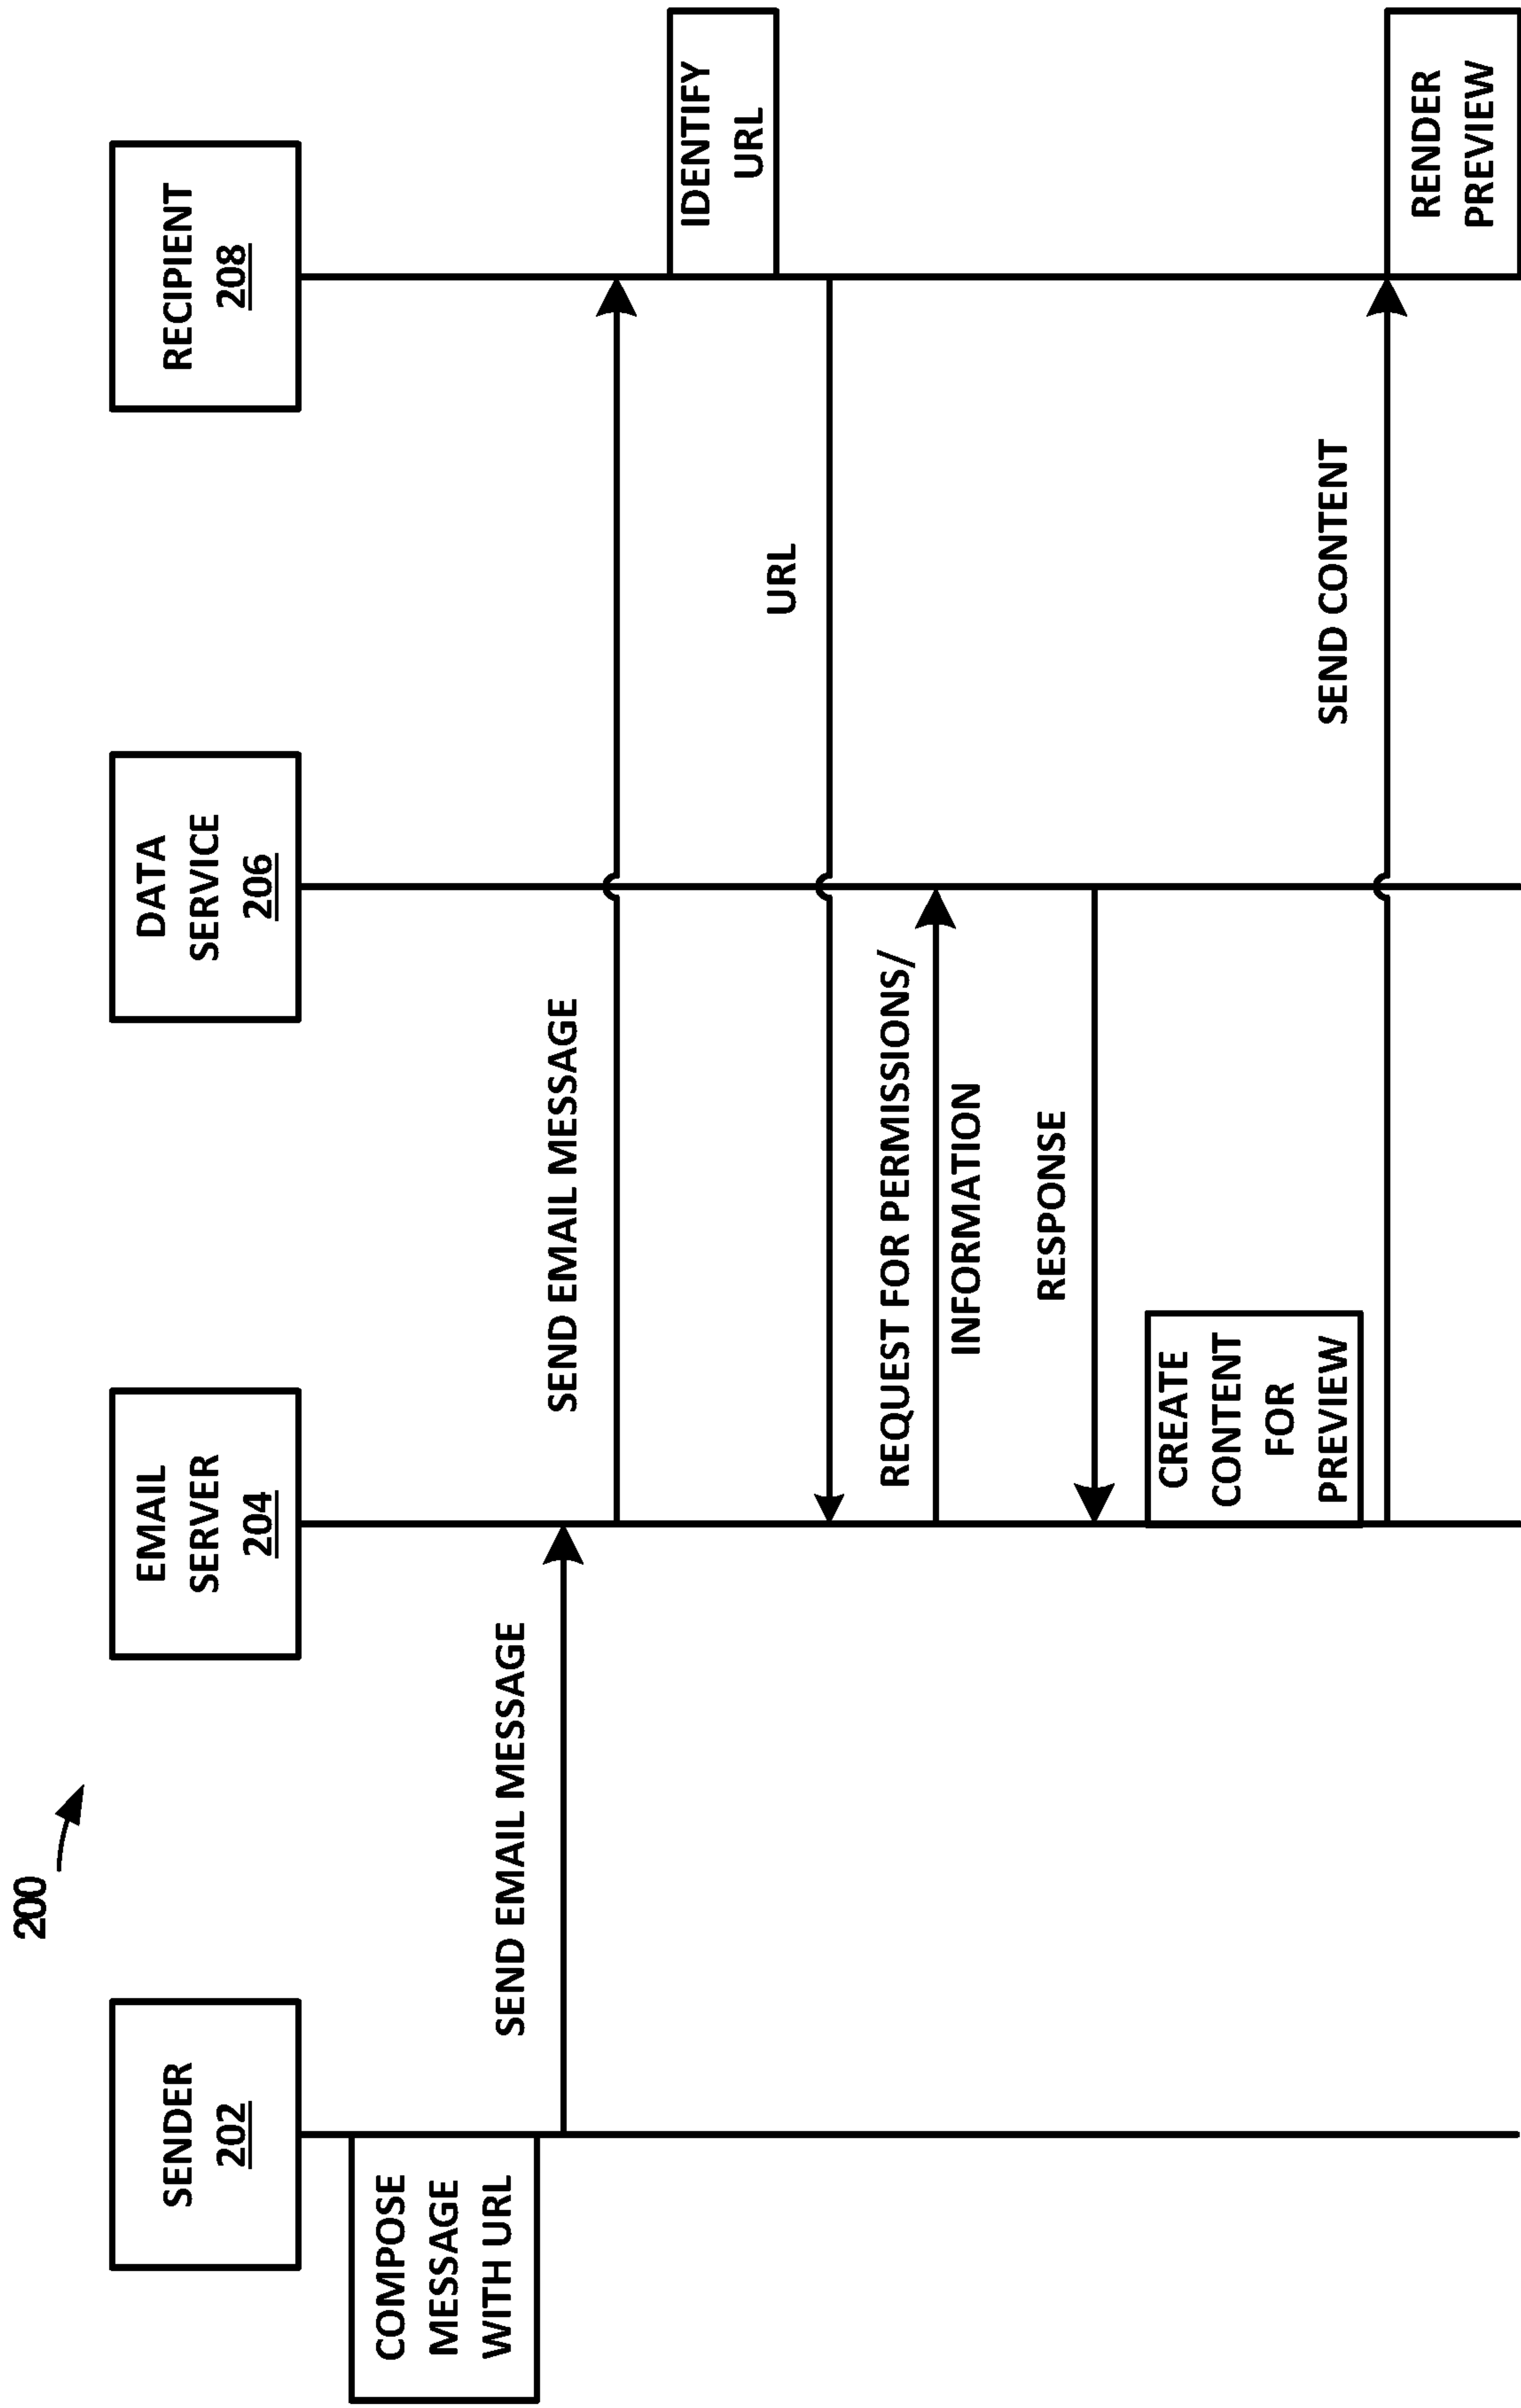 200
SENDER
202
EMAIL
SERVER
204
DATA
SERVICE
206
RECIPIENT
208
COMPOSE
MESSAGE
WITH URL
SEND EMAIL MESSAGE
SEND EMAIL MESSAGE
IDENTIFY
URL
URL
REQUEST FOR PERMISSIONS/
INFORMATION
RESPONSE
CREATE
CONTENT
FOR
PREVIEW
SEND CONTENT
RENDER
PREVIEW